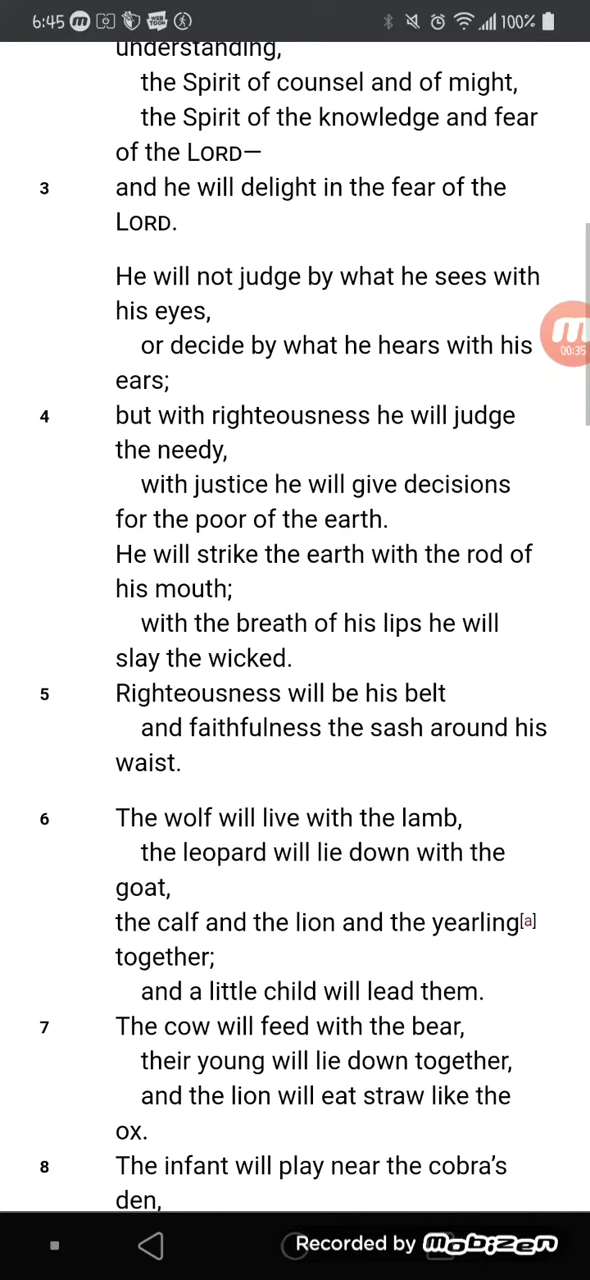 6:45 100%
understanding,
the Spirit of counsel and of might,
the Spirit of the knowledge and fear
of the LORD—
3 and he will delight in the fear of the
LORD.
He will not judge by what he sees with
his eyes,
or decide by what he hears with his
ears;
4 but with righteousness he will judge
the needy,
with justice he will give decisions
for the poor of the earth.
He will strike the earth with the rod of
his mouth;
with the breath of his lips he will
slay the wicked.
5 Righteousness will be his belt
and faithfulness the sash around his
waist.
6 The wolf will live with the lamb,
the leopard will lie down with the
goat,
the calf and the lion and the yearling[a]
together;
and a little child will lead them.
7 The cow will feed with the bear,
their young will lie down together,
and the lion will eat straw like the
ox.
8 The infant will play near the cobra's
den,
00:35
Recorded by Mobizen